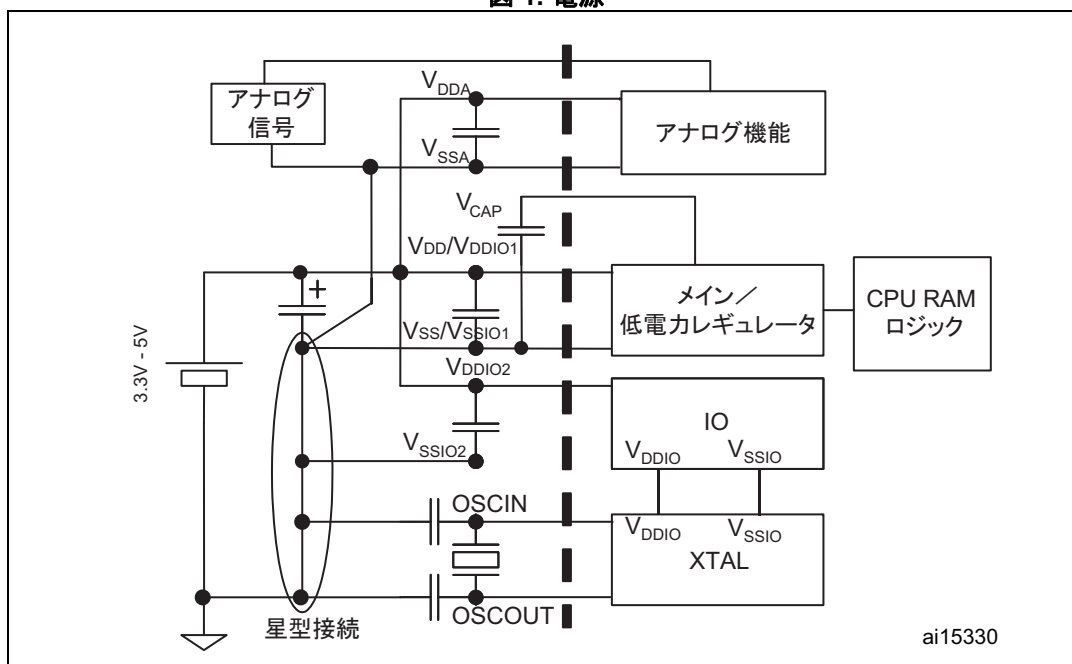 図 1. 電源
アナログ
信号
VDDA
VSSA
アナログ機能
VCAP
VDD/VDDIO1
メイン／
低電力レギュレータ
CPU RAM
ロジック
VSS/VSSIO1
3.3V - 5V
VDDIO2
IO
VDDIO VSSIO
VSSIO2
OSCIN
VDDIO VSSIO
XTAL
OSCOUT
星型接続
+
ai15330